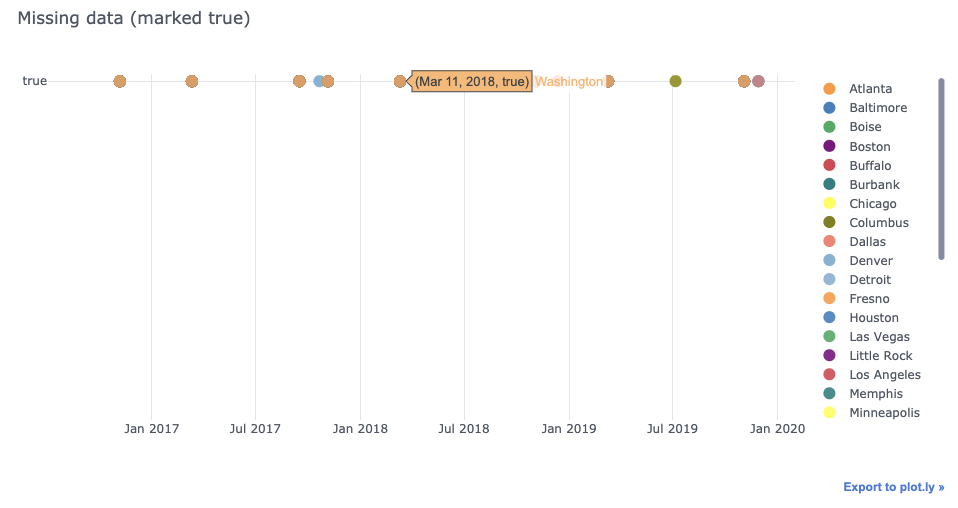 Missing data (marked true)
true
(Mar 11, 2018, true) Washington
Atlanta
Baltimore
Boise
Boston
Buffalo
Burbank
Chicago
Columbus
Dallas
Denver
Detroit
Fresno
Houston
Las Vegas
Little Rock
Los Angeles
Memphis
Minneapolis
Jan 2017 Jul 2017 Jan 2018 Jul 2018 Jan 2019 Jul 2019 Jan 2020
Export to plot.ly »